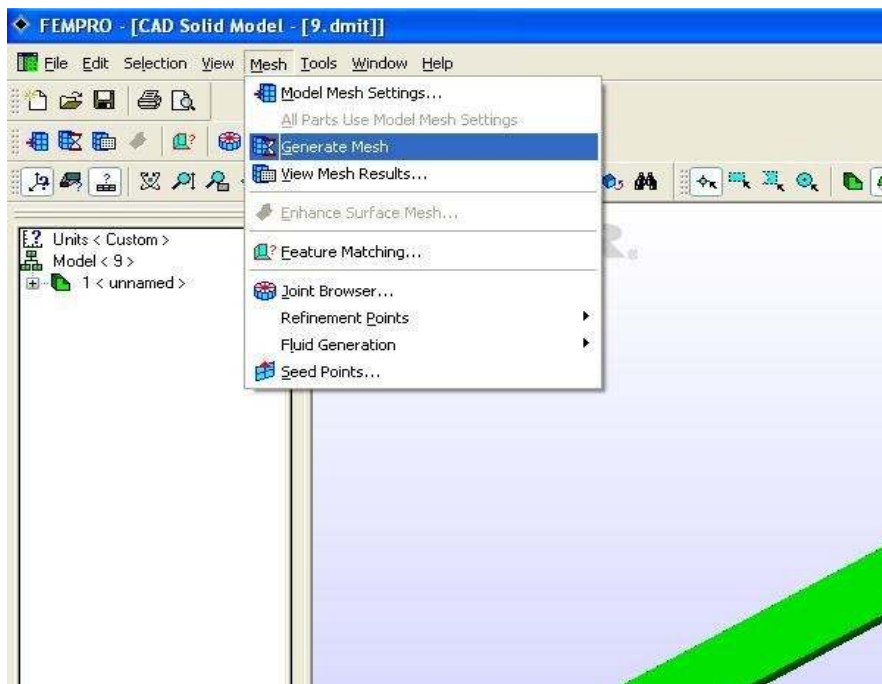 FEMPRO - [CAD Solid Model - [9.dmit]]
File Edit Selection View Mesh Tools Window Help
Model Mesh Settings...
All Parts Use Model Mesh Settings
Generate Mesh
View Mesh Results...
Enhance Surface Mesh...
Feature Matching...
Joint Browser...
Refinement Points
Fluid Generation
Seed Points...
Units < Custom >
Model < 9 >
1 < unnamed >